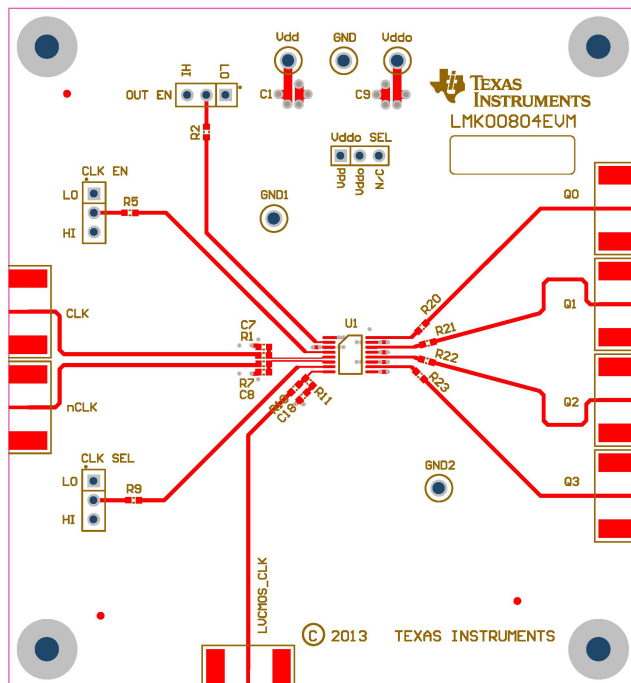 Vdd
GND
Vddo
HI
LO
OUT EN
C1
C9
TEXAS
INSTRUMENTS
LMK00804EVM
R2
Vddo SEL
Vdd
Vddo
N/C
CLK EN
LO
HI
R5
GND1
Q0
CLK
C7
R1
U1
R20
R21
Q1
R22
R23
Q2
nCLK
R7
C8
R10
R11
C18
CLK SEL
LO
HI
R9
GND2
Q3
LVCMOS_CLK
© 2013 TEXAS INSTRUMENTS